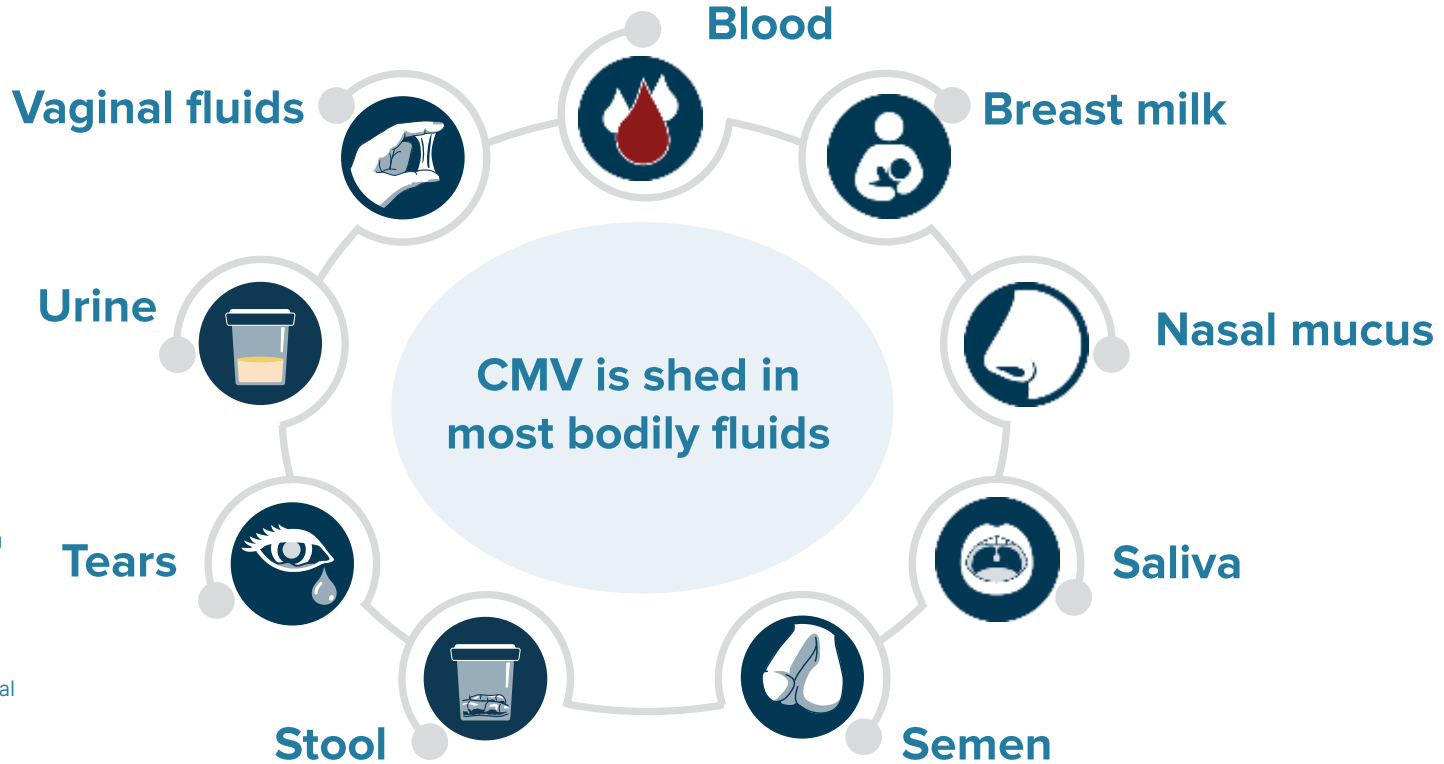 Blood
Vaginal fluids
Breast milk
Urine
Nasal mucus
CMV is shed in
most bodily fluids
Tears
Saliva
al
Stool
Semen